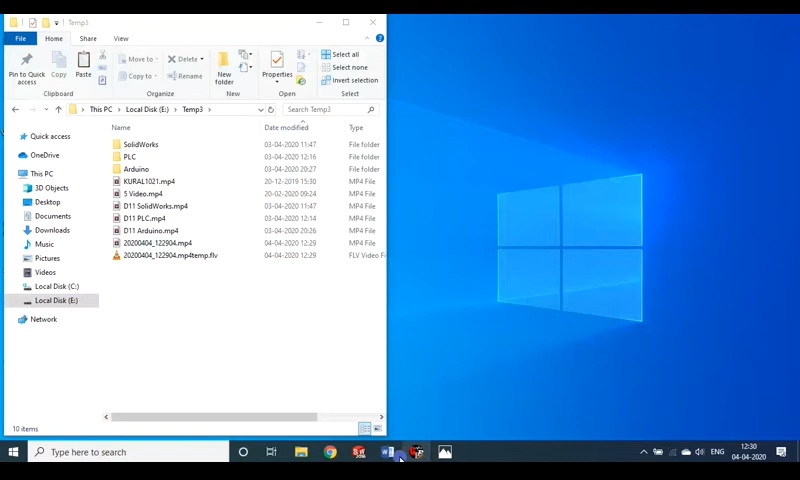 Temp3
File Home Share View
Pin to Quick access
Copy
Paste
Move to
Copy to
Delete
Rename
New folder
Properties
Select all
Select none
Invert selection
Clipboard Organize New Open Select
This PC Local Disk (E:) Temp3 Search Temp3
Name Date modified Type
Quick access
OneDrive
This PC
3D Objects
Desktop
Documents
Downloads
Music
Pictures
Videos
Local Disk (C:)
Local Disk (E:)
Network
SolidWorks 03-04-2020 11:47 File folder
PLC 03-04-2020 12:16 File folder
Arduino 03-04-2020 20:27 File folder
KURAL1021.mp4 20-12-2019 15:30 MP4 File
5 Video.mp4 20-02-2020 09:24 MP4 File
D11 SolidWorks.mp4 03-04-2020 11:47 MP4 File
D11 PLC.mp4 03-04-2020 12:14 MP4 File
D11 Arduino.mp4 03-04-2020 20:26 MP4 File
20200404_122904.mp4 04-04-2020 12:29 MP4 File
20200404_122904.mp4temp.flv 04-04-2020 12:29 FLV Video F
10 items
Type here to search
ENG
12:30
04-04-2020